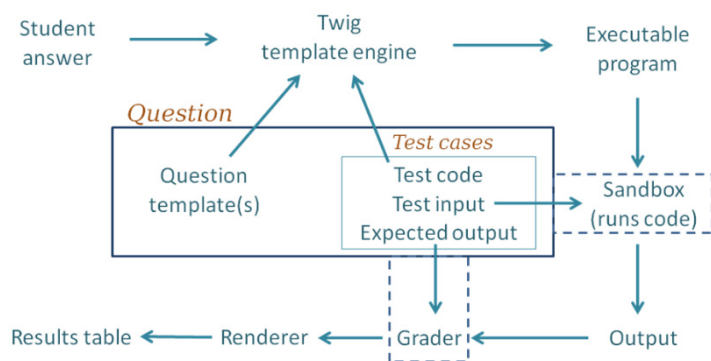 Student
answer
Twig
template engine
Executable
program
Question
Test cases
Question
template(s)
Test code
Test input
Expected output
Sandbox
(runs code)
Results table
Renderer
Grader
Output